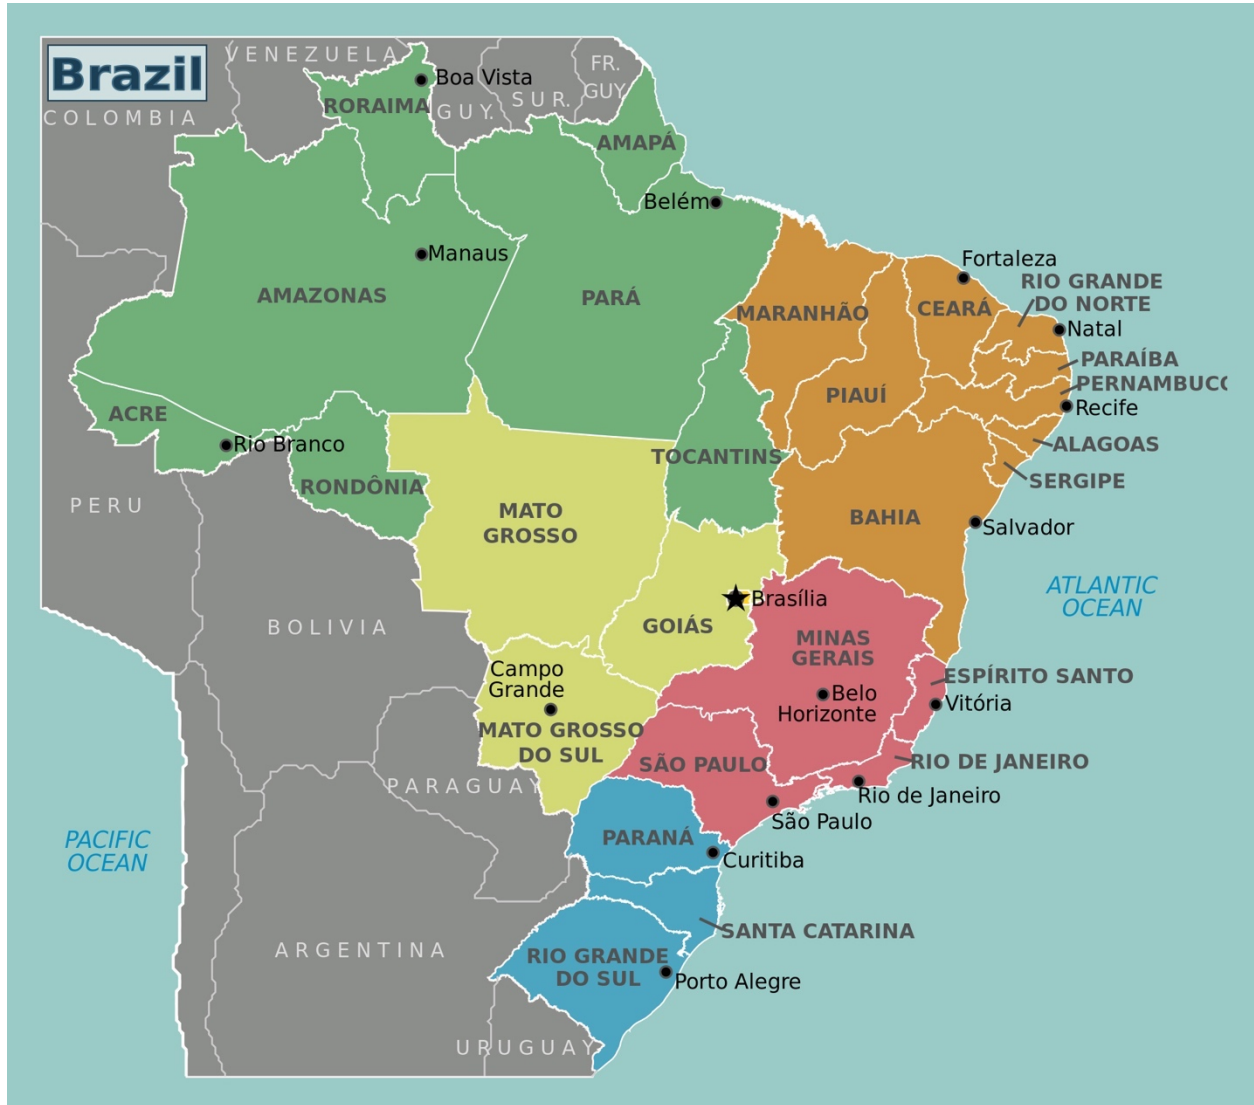 Brazil
VENEZUELA
COLOMBIA
GUY.
SUR.
FR.
GUY.
Boa Vista
RORAIMA
AMAPÁ
Belém
Manaus
AMAZONAS
PARÁ
MARANHÃO
Fortaleza
CEARÁ
RIO GRANDE
DO NORTE
Natal
PARAÍBA
PERNAMBUCO
Recife
PIAUÍ
ACRE
Rio Branco
RONDÔNIA
TOCANTINS
ALAGOAS
SERGIPE
PERU
MATO
GROSSO
BAHIA
Salvador
ATLANTIC
OCEAN
BOLIVIA
Brasília
GOIÁS
MINAS
GERAIS
Campo
Grande
Belo
Horizonte
ESPÍRITO SANTO
Vitória
MATO GROSSO
DO SUL
SÃO PAULO
RIO DE JANEIRO
Rio de Janeiro
PARAGUAY
São Paulo
PACIFIC
OCEAN
PARANÁ
Curitiba
SANTA CATARINA
ARGENTINA
RIO GRANDE
DO SUL
Porto Alegre
URUGUAY